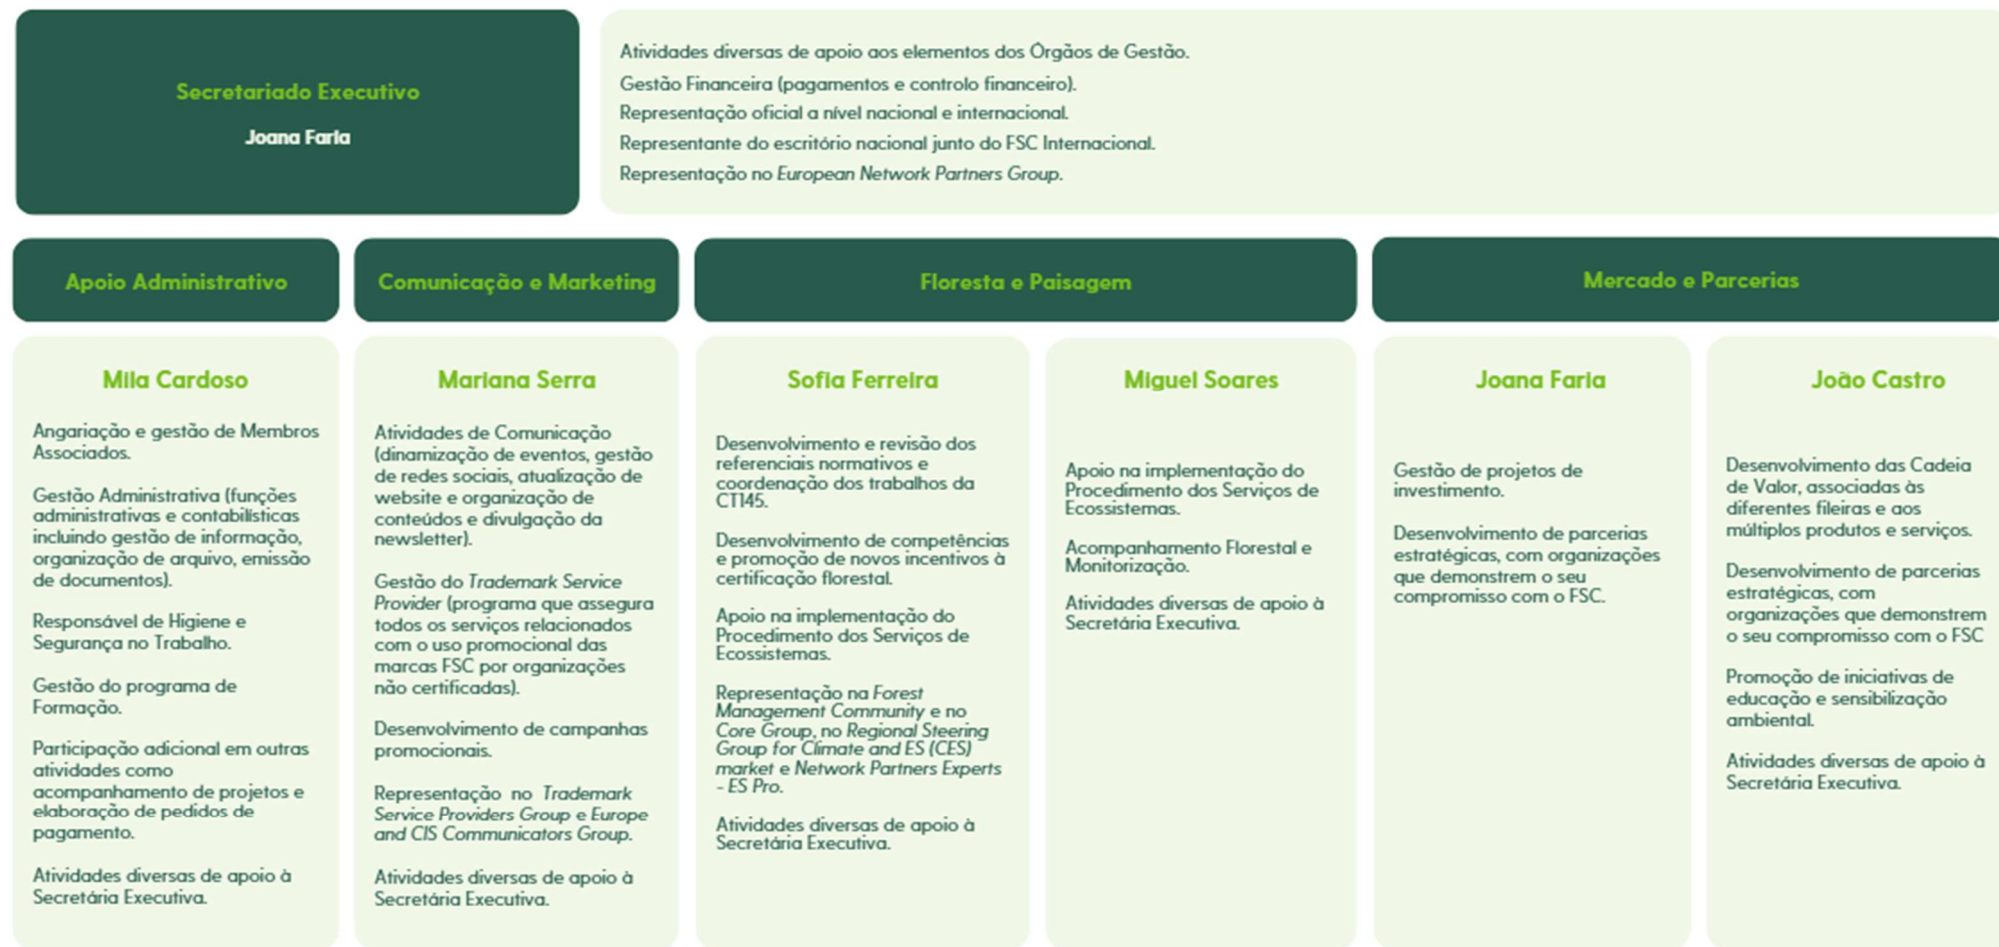 Secretariado Executivo
Joana Faria
Atividades diversas de apoio aos elementos dos Órgãos de Gestão.
Gestão Financeira (pagamentos e controlo financeiro).
Representação oficial a nível nacional e internacional.
Representante do escritório nacional junto do FSC Internacional.
Representação no European Network Partners Group.
Apoio Administrativo
Comunicação e Marketing
Floresta e Paisagem
Mercado e Parcerias
Mila Cardoso
Angariação e gestão de Membros
Associados.
Gestão Administrativa (funções
administrativas e contabilísticas
incluindo gestão de informação,
organização de arquivo, emissão
de documentos).
Responsável de Higiene e
Segurança no Trabalho.
Gestão do programa de
Formação.
Participação adicional em outras
atividades como
acompanhamento de projetos e
elaboração de pedidos de
pagamento.
Atividades diversas de apoio à
Secretária Executiva.
Mariana Serra
Atividades de Comunicação
(dinamização de eventos, gestão
de redes sociais, atualização de
website e organização de
conteúdos e divulgação da
newsletter).
Gestão do Trademark Service
Provider (programa que assegura
todos os serviços relacionados
com o uso promocional das
marcas FSC por organizações
não certificadas).
Desenvolvimento de campanhas
promocionais.
Representação no Trademark
Service Providers Group e Europe
and CIS Communicators Group.
Atividades diversas de apoio à
Secretária Executiva.
Sofia Ferreira
Desenvolvimento e revisão dos
referenciais normativos e
coordenação dos trabalhos da
CT145.
Desenvolvimento de competências
e promoção de novos incentivos à
certificação florestal.
Apoio na implementação do
Procedimento dos Serviços de
Ecossistemas.
Representação na Forest
Management Community e no
Core Group, no Regional Steering
Group for Climate and ES (CES)
market e Network Partners Experts
- ES Pro.
Atividades diversas de apoio à
Secretária Executiva.
Miguel Soares
Apoio na implementação do
Procedimento dos Serviços de
Ecossistemas.
Acompanhamento Florestal e
Monitorização.
Atividades diversas de apoio à
Secretária Executiva.
Joana Faria
Gestão de projetos de
investimento.
Desenvolvimento de parcerias
estratégicas, com organizações
que demonstrem o seu
compromisso com o FSC.
João Castro
Desenvolvimento das Cadeia
de Valor, associadas às
diferentes fileiras e aos
múltiplos produtos e serviços.
Desenvolvimento de parcerias
estratégicas, com
organizações que demonstrem
o seu compromisso com o FSC
Promoção de iniciativas de
educação e sensibilização
ambiental.
Atividades diversas de apoio à
Secretária Executiva.